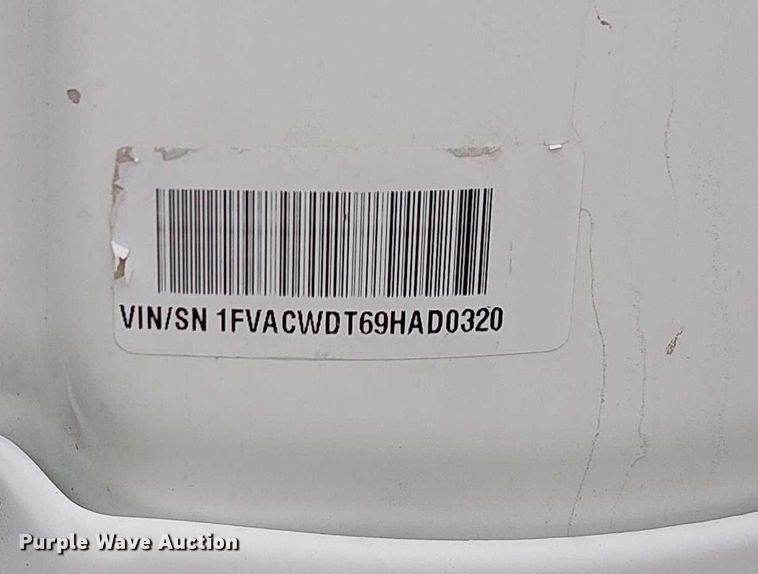 VIN/SN 1FVACWDT69HAD0320
Purple Wave Auction